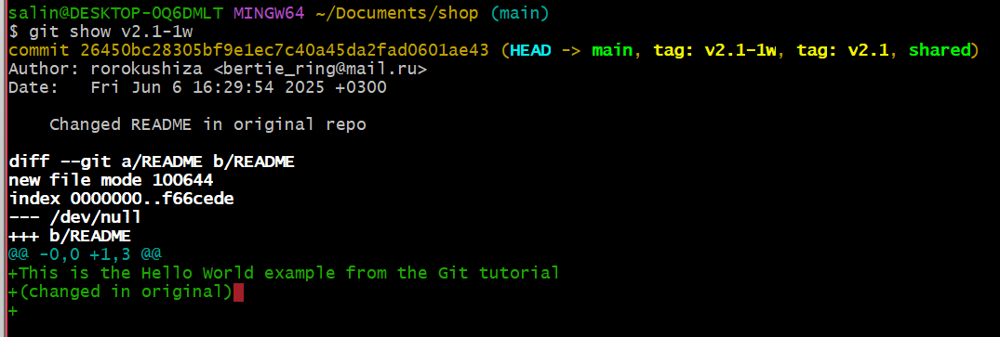 salin@DESKTOP-OQ6DMLT MINGW64 ~/Documents/shop (main)
$ git show v2.1-1w
commit 26450bc28305bf9e1ec7c40a45da2fad0601ae43 (HEAD -> main, tag: v2.1-1w, tag: v2.1, shared)
Author: rorokushiza <bertie_ring@mail.ru>
Date:   Fri Jun 6 16:29:54 2025 +0300

    Changed README in original repo

diff --git a/README b/README
new file mode 100644
index 0000000..f66cede
--- /dev/null
+++ b/README
@@ -0,0 +1,3 @@
+This is the Hello World example from the Git tutorial
+(changed in original)
+